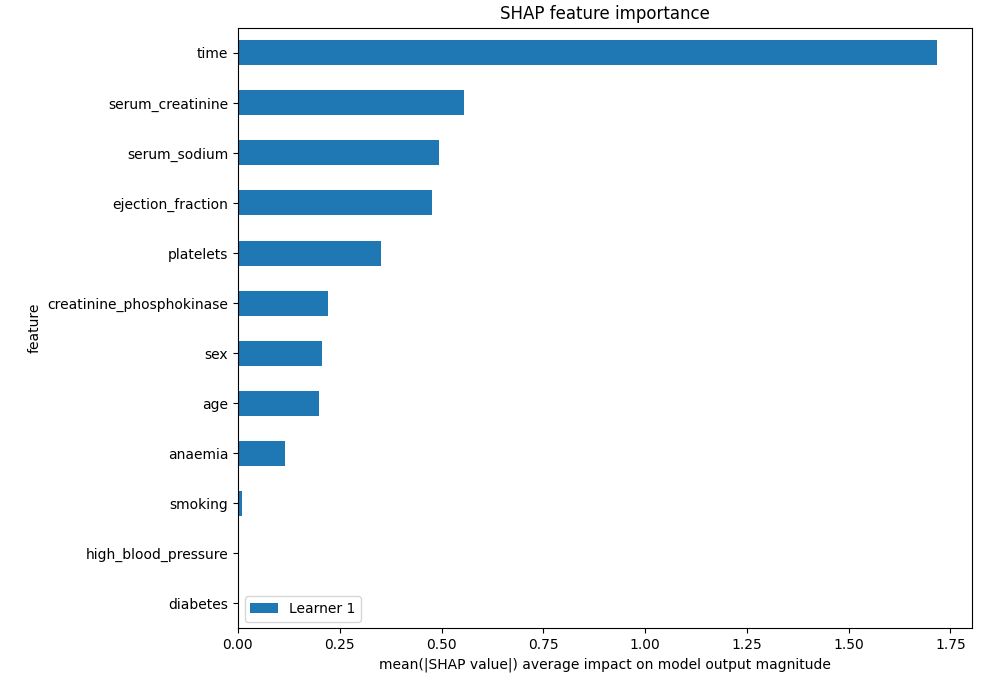 SHAP feature importance
time
serum_creatinine
serum_sodium
ejection_fraction
platelets
creatinine_phosphokinase
sex
age
anaemia
smoking
high_blood_pressure
diabetes
feature
Learner 1
0.00 0.25 0.50 0.75 1.00 1.25 1.50 1.75
mean(|SHAP value|) average impact on model output magnitude